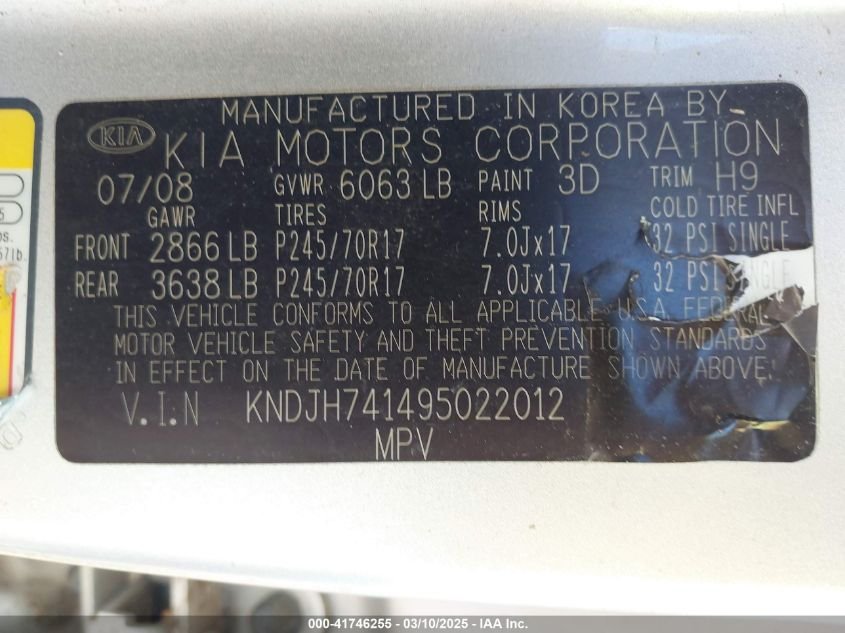 MANUFACTURED IN KOREA BY
KIA KIA MOTORS CORPORATION
07/08 GVWR 6063 LB PAINT 3D TRIM H9
GAWR TIRES RIMS COLD TIRE INFL
FRONT 2866 LB P245/70R17 7.0Jx17 32 PSI SINGLE
REAR 3638 LB P245/70R17 7.0Jx17 32 PSI SINGLE
THIS VEHICLE CONFORMS TO ALL APPLICABLE U.S.A. FEDERAL
MOTOR VEHICLE SAFETY AND THEFT PREVENTION STANDARDS
IN EFFECT ON THE DATE OF MANUFACTURE SHOWN ABOVE.
V.I.N KNDJH741495022012
MPV
000-41746255 — 03/10/2025 — IAA Inc.